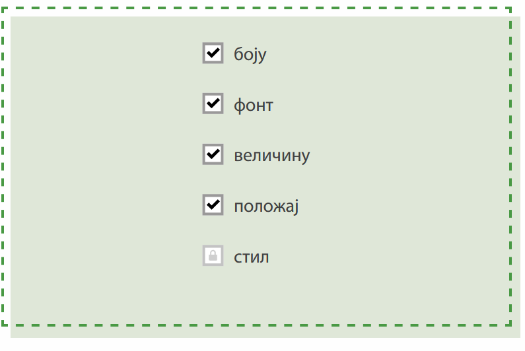 боју
фонт
величину
положај
стил